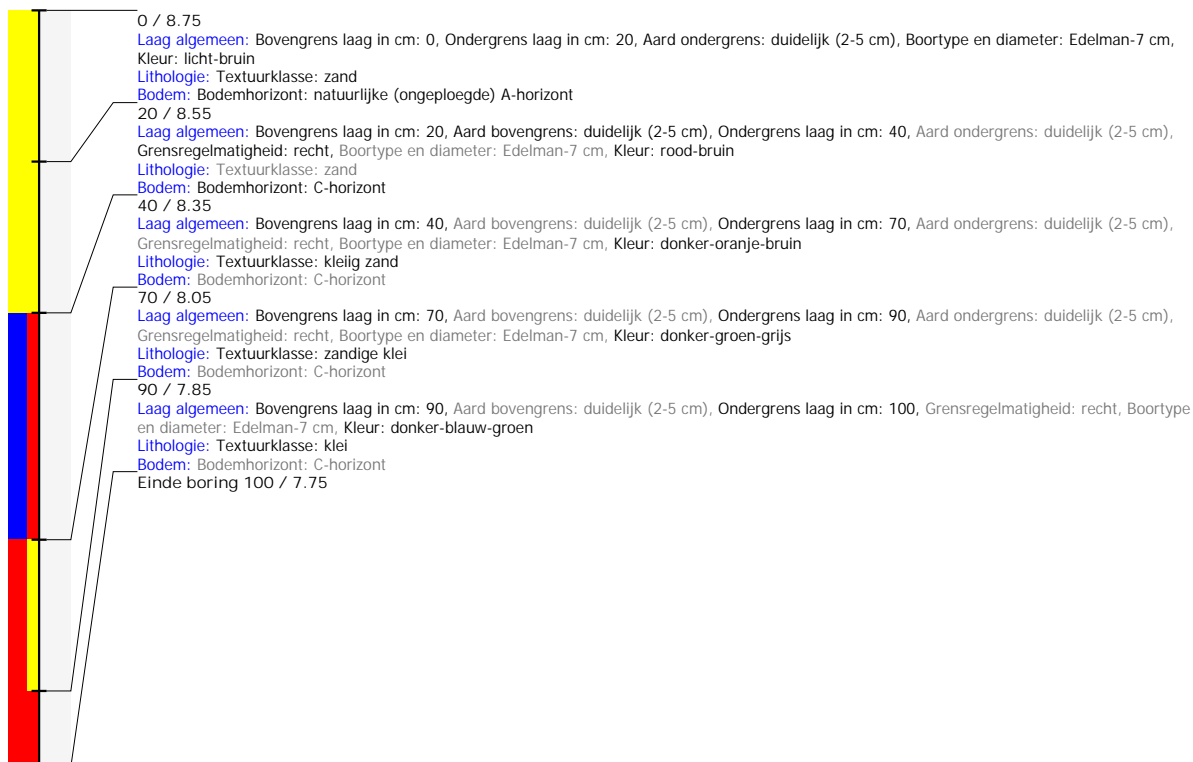 0 / 8.75
Laag algemeen: Bovengrens laag in cm: 0, Ondergrens laag in cm: 20, Aard ondergrens: duidelijk (2-5 cm), Boortype en diameter: Edelman-7 cm,
Kleur: licht-bruin
Lithologie: Textuurklasse: zand
Bodem: Bodemhorizont: natuurlijke (ongeploegde) A-horizont
20 / 8.55
Laag algemeen: Bovengrens laag in cm: 20, Aard bovengrens: duidelijk (2-5 cm), Ondergrens laag in cm: 40, Aard ondergrens: duidelijk (2-5 cm),
Grensregelmatigheid: recht, Boortype en diameter: Edelman-7 cm, Kleur: rood-bruin
Lithologie: Textuurklasse: zand
Bodem: Bodemhorizont: C-horizont
40 / 8.35
Laag algemeen: Bovengrens laag in cm: 40, Aard bovengrens: duidelijk (2-5 cm), Ondergrens laag in cm: 70, Aard ondergrens: duidelijk (2-5 cm),
Grensregelmatigheid: recht, Boortype en diameter: Edelman-7 cm, Kleur: donker-oranje-bruin
Lithologie: Textuurklasse: kleiig zand
Bodem: Bodemhorizont: C-horizont
70 / 8.05
Laag algemeen: Bovengrens laag in cm: 70, Aard bovengrens: duidelijk (2-5 cm), Ondergrens laag in cm: 90, Aard ondergrens: duidelijk (2-5 cm),
Grensregelmatigheid: recht, Boortype en diameter: Edelman-7 cm, Kleur: donker-groen-grijs
Lithologie: Textuurklasse: zandige klei
Bodem: Bodemhorizont: C-horizont
90 / 7.85
Laag algemeen: Bovengrens laag in cm: 90, Aard bovengrens: duidelijk (2-5 cm), Ondergrens laag in cm: 100, Grensregelmatigheid: recht, Boortype
en diameter: Edelman-7 cm, Kleur: donker-blauw-groen
Lithologie: Textuurklasse: klei
Bodem: Bodemhorizont: C-horizont
Einde boring 100 / 7.75